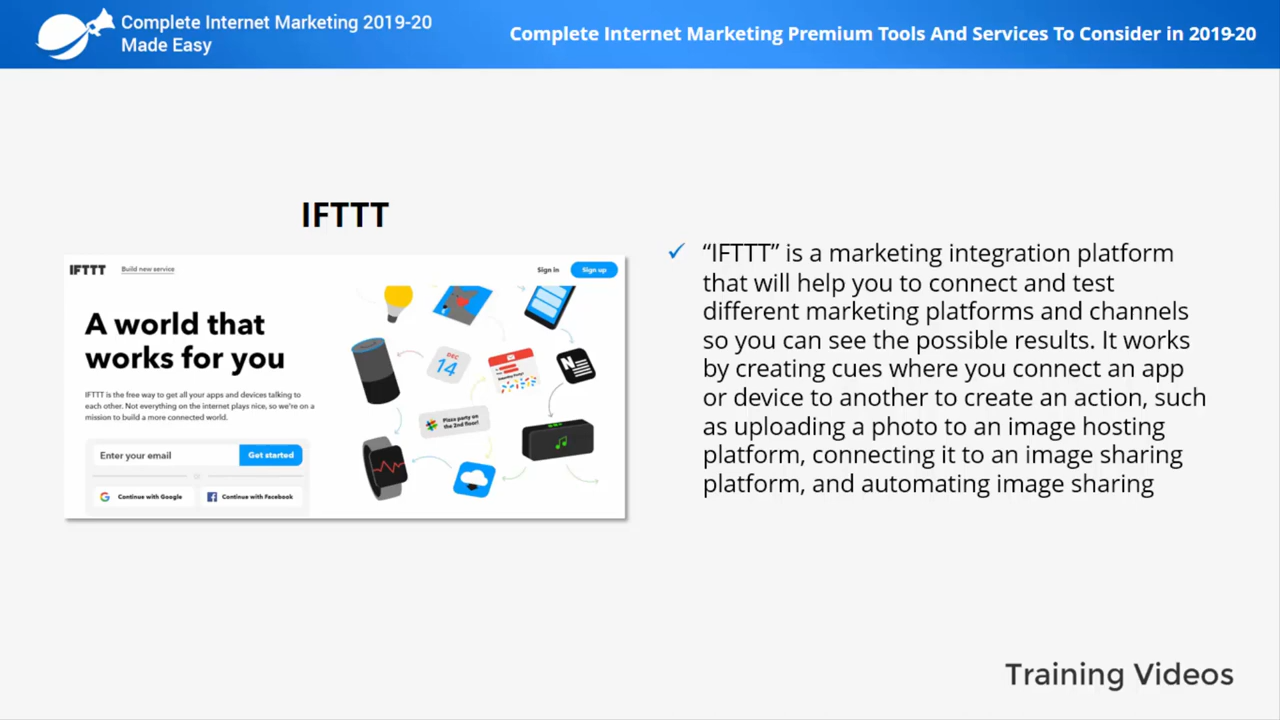 Complete Internet Marketing 2019-20
Made Easy
Complete Internet Marketing Premium Tools And Services To Consider in 2019-20
IFTTT
IFTTT
Build new service
Sign in
Sign up
A world that
works for you
IFTTT is the free way to get all your apps and devices talking to
each other. Not everything on the internet plays nice, so we're on a
mission to build a more connected world.
Enter your email
Get started
Continue with Google
Continue with Facebook
DEC
14
N
Pizza party on
the 2nd floor!
“IFTTT” is a marketing integration platform
that will help you to connect and test
different marketing platforms and channels
so you can see the possible results. It works
by creating cues where you connect an app
or device to another to create an action, such
as uploading a photo to an image hosting
platform, connecting it to an image sharing
platform, and automating image sharing
Training Videos